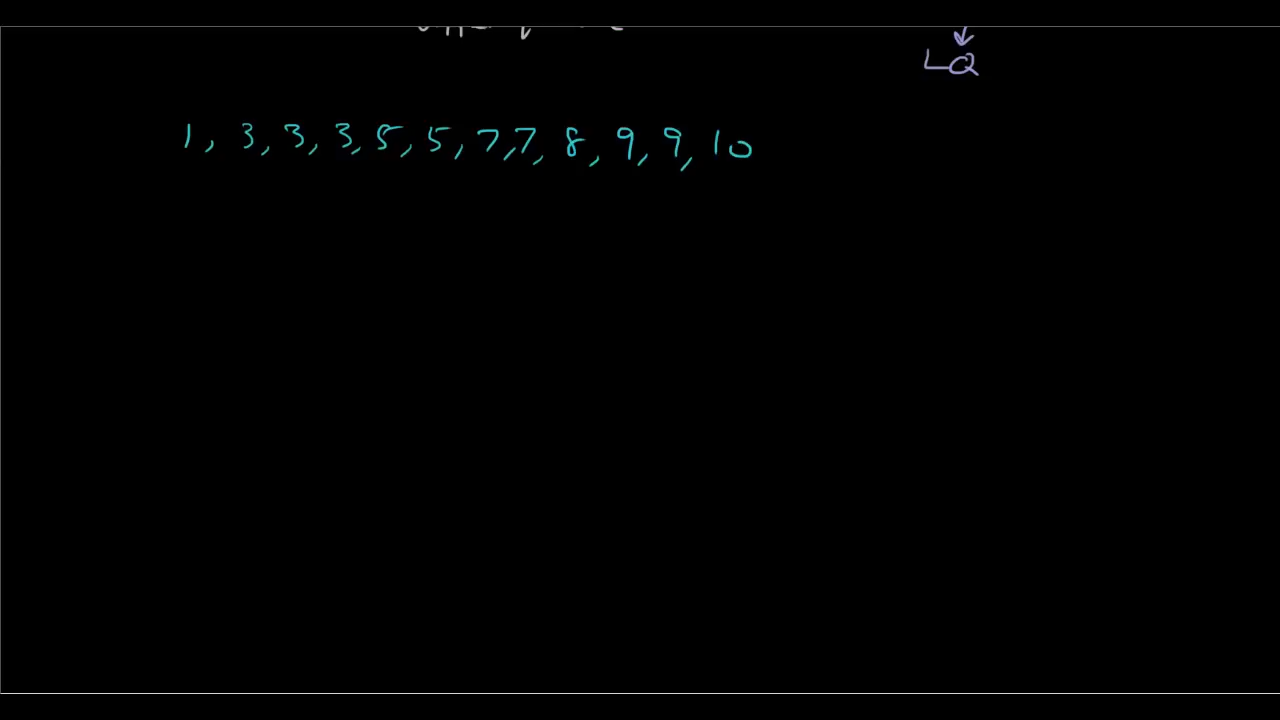 LQ
1, 3, 3, 3, 5, 5, 7, 7, 8, 9, 9, 10